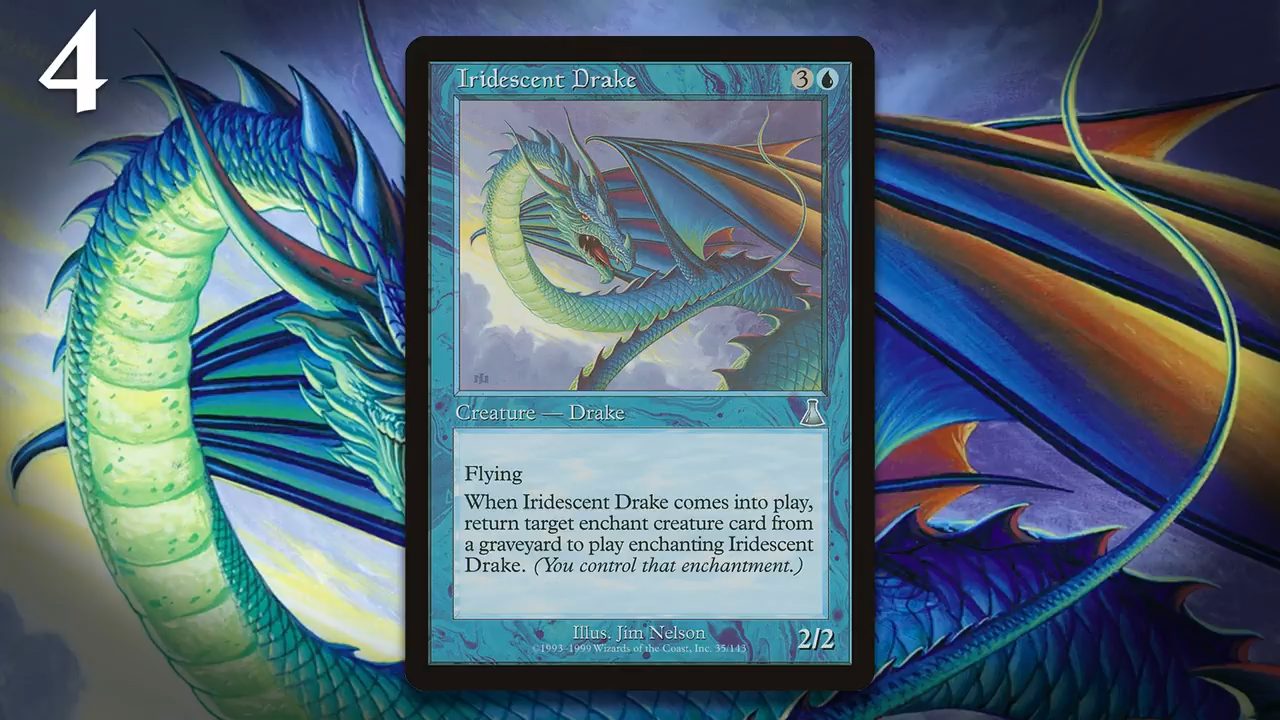 4
Iridescent Drake 3
Creature — Drake
Flying
When Iridescent Drake comes into play,
return target enchant creature card from
a graveyard to play enchanting Iridescent
Drake. (You control that enchantment.)
Illus. Jim Nelson
©1993-1999 Wizards of the Coast, Inc. 35/143
2/2